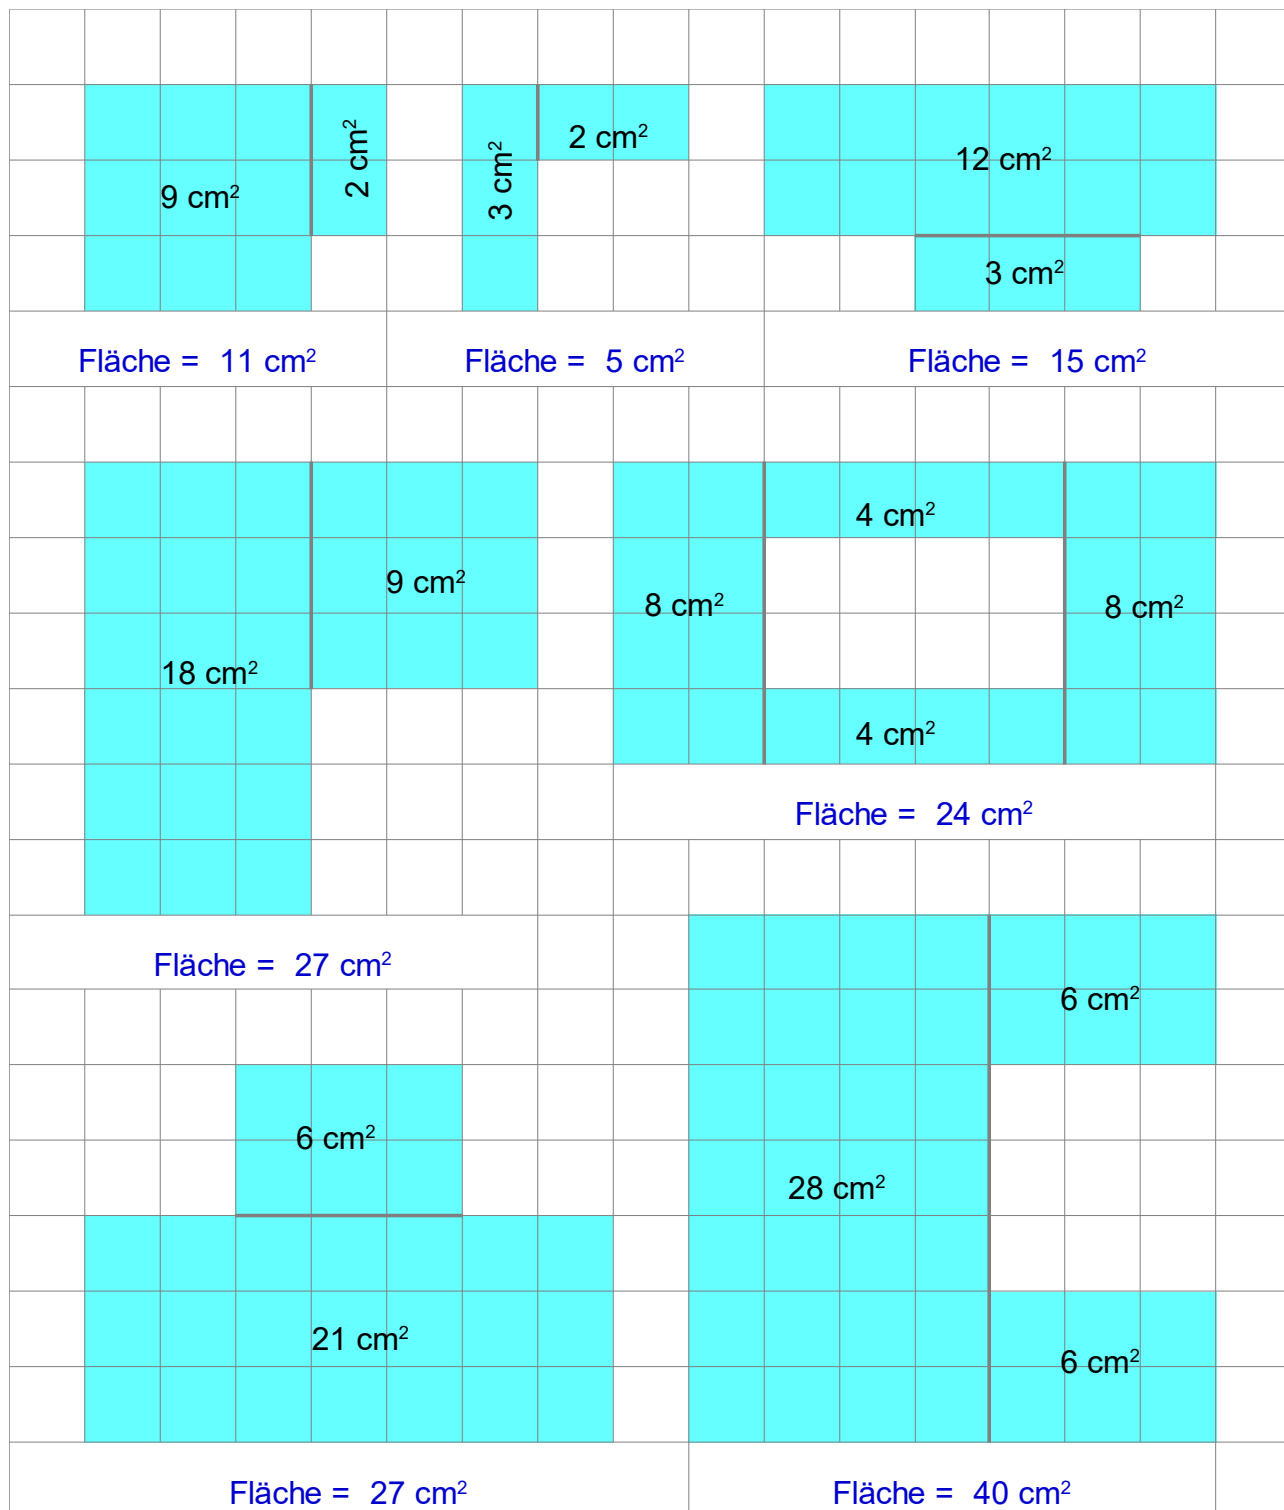 9 cm²
2 cm²
3 cm²
2 cm²
12 cm²
3 cm²
Fläche = 11 cm²
Fläche = 5 cm²
Fläche = 15 cm²
18 cm²
9 cm²
8 cm²
4 cm²
4 cm²
8 cm²
Fläche = 24 cm²
Fläche = 27 cm²
6 cm²
21 cm²
28 cm²
6 cm²
6 cm²
Fläche = 27 cm²
Fläche = 40 cm²